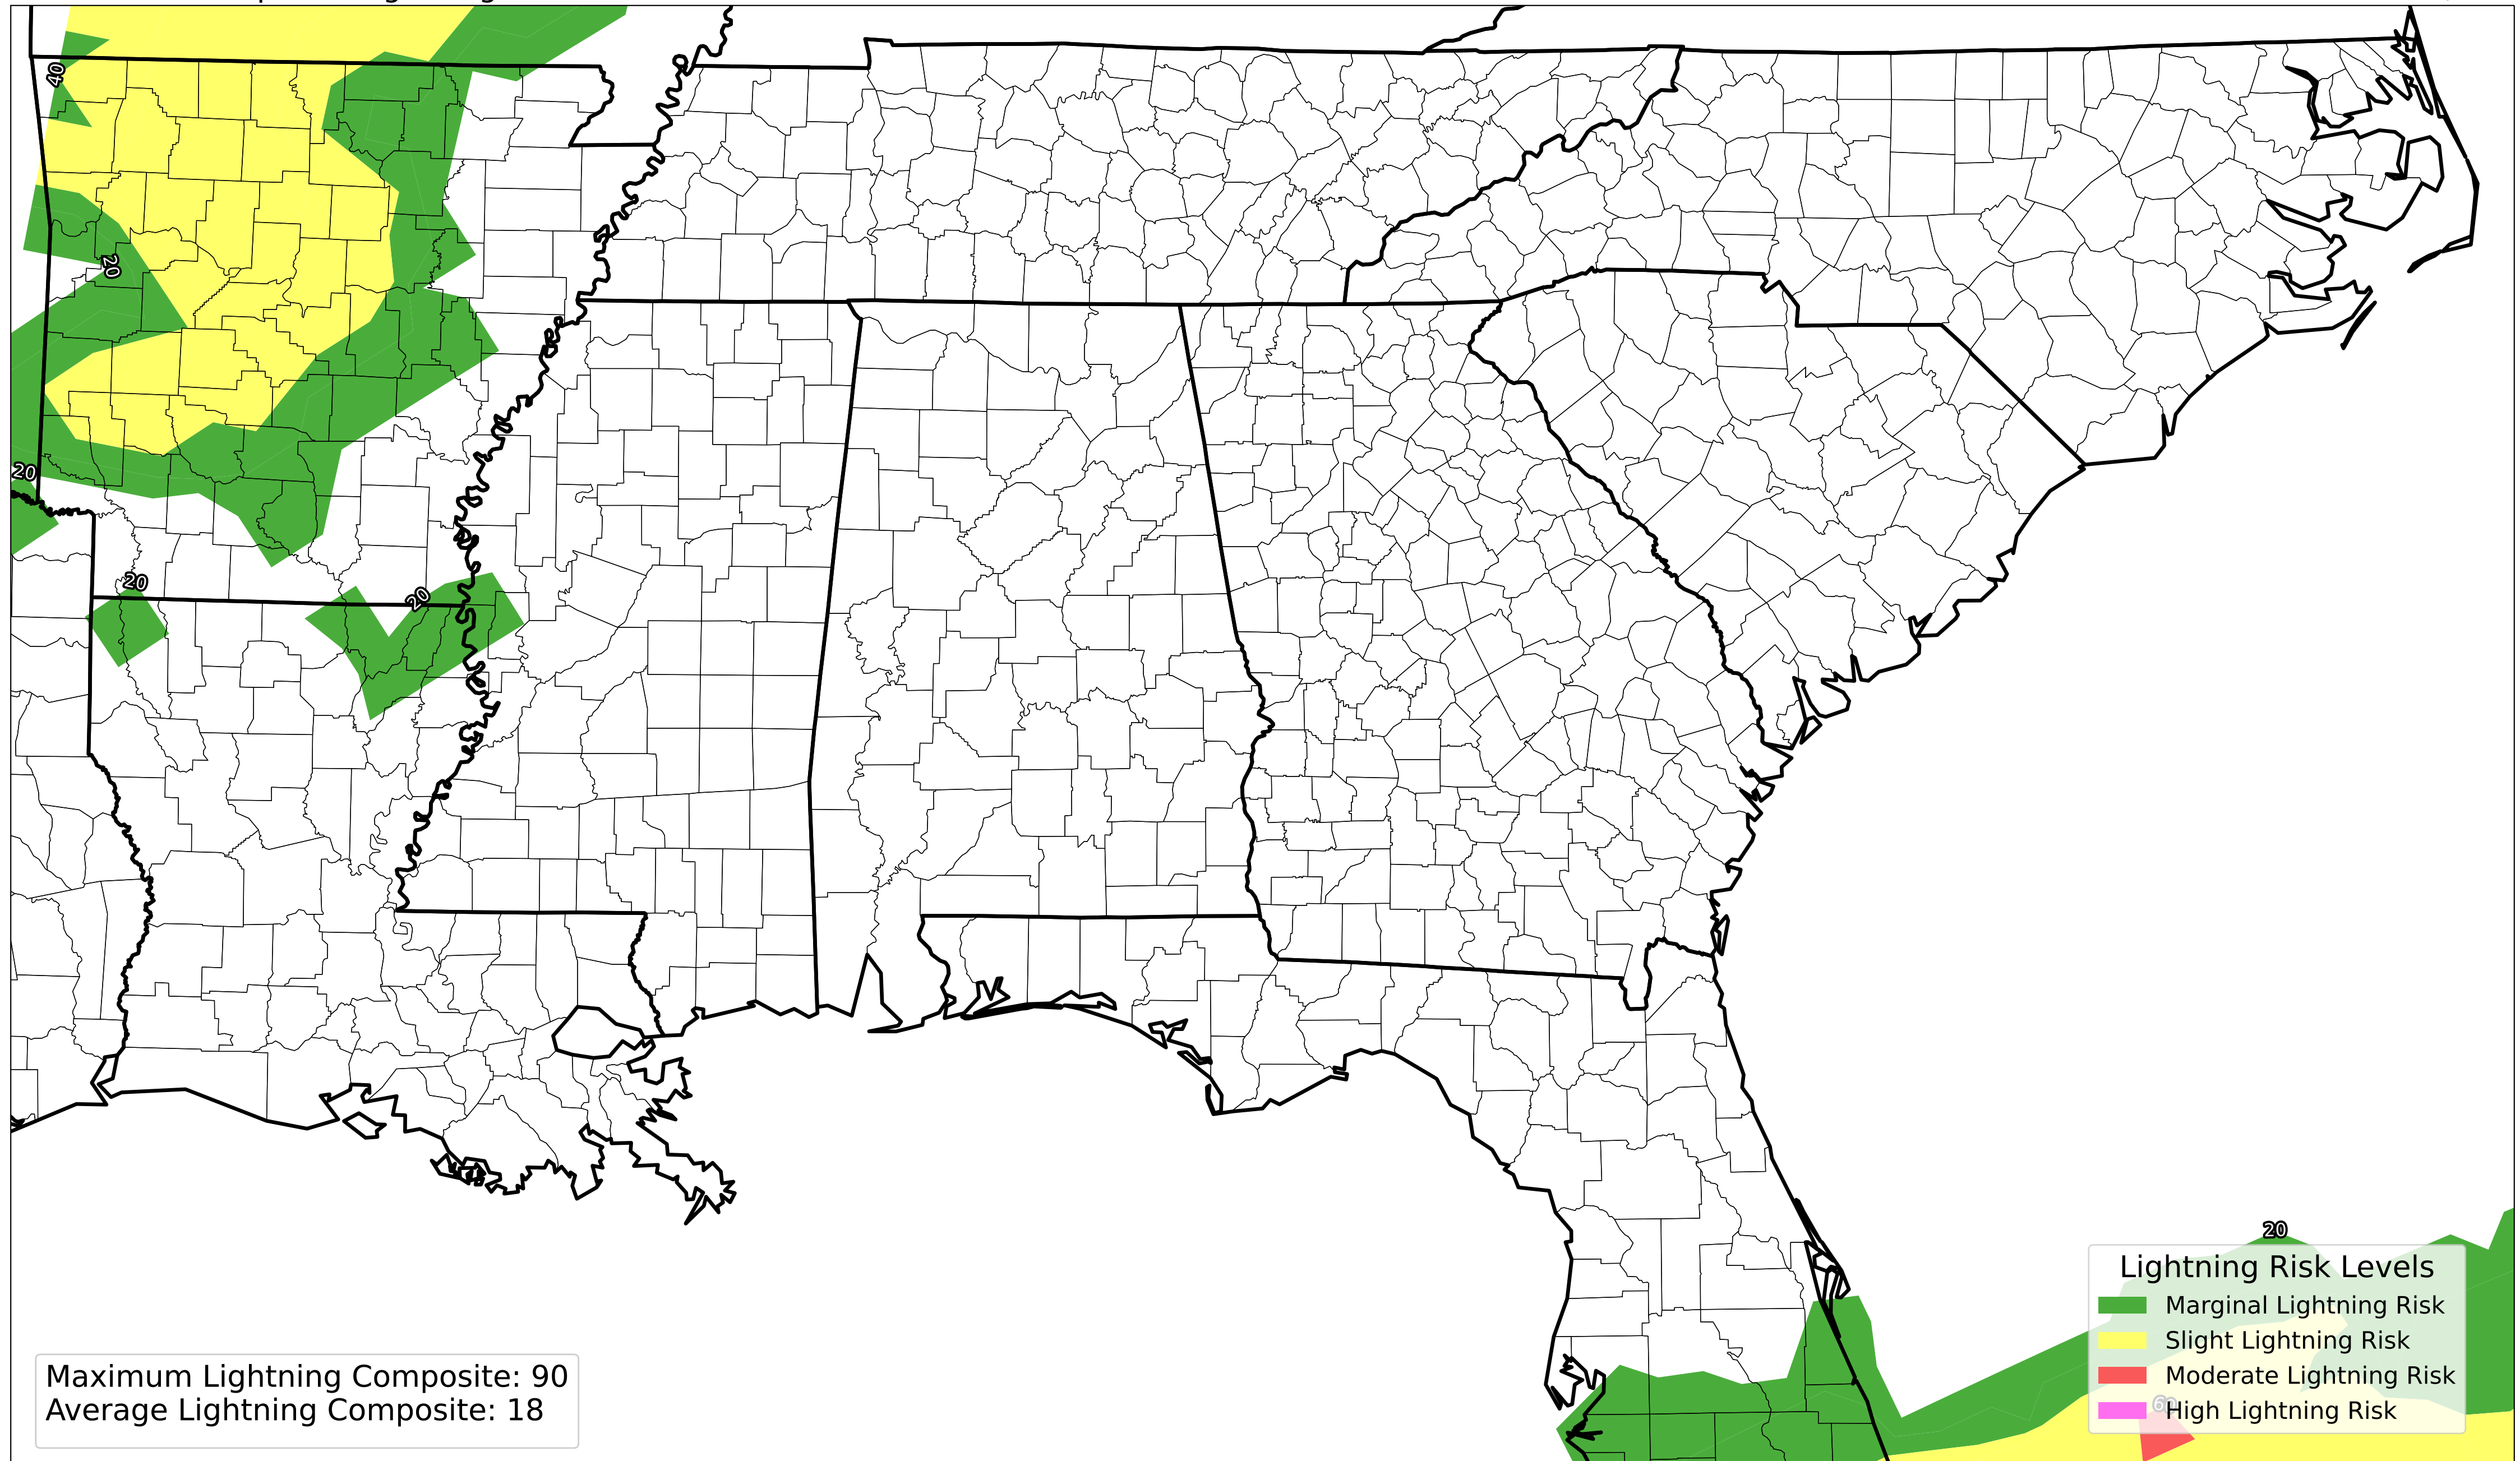 40
20
20
20
20
20
Lightning Risk Levels
Marginal Lightning Risk
Slight Lightning Risk
Moderate Lightning Risk
60
High Lightning Risk
Maximum Lightning Composite: 90
Average Lightning Composite: 18